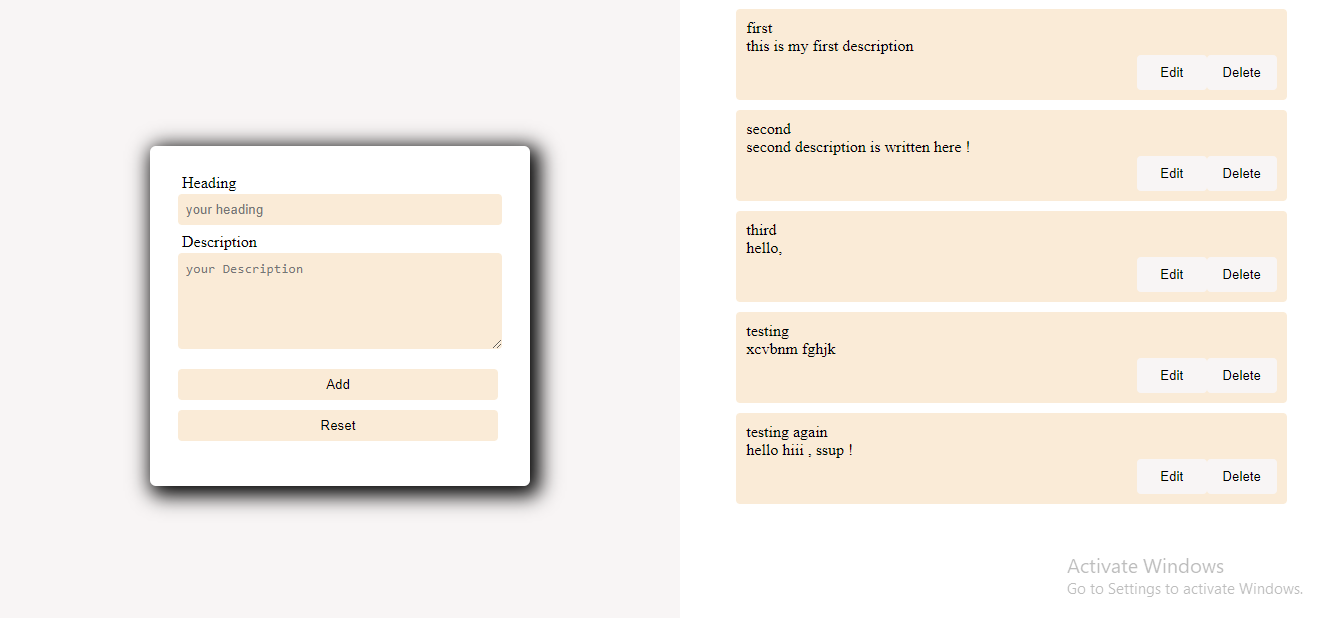 Heading
your heading
Description
your Description
Add
Reset
first
this is my first description
Edit Delete
second
second description is written here !
Edit Delete
third
hello,
Edit Delete
testing
xcvbnm fghjk
Edit Delete
testing again
hello hiii , ssup !
Edit Delete
Activate Windows
Go to Settings to activate Windows.